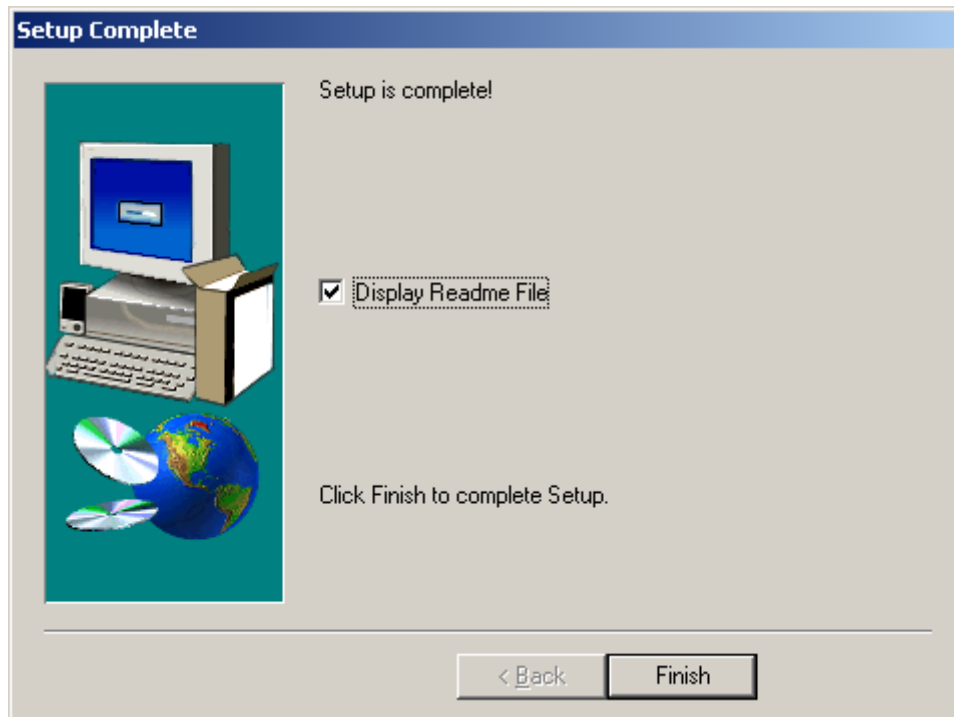 Setup Complete
Setup is complete!
Display Readme File
Click Finish to complete Setup.
< Back
Finish